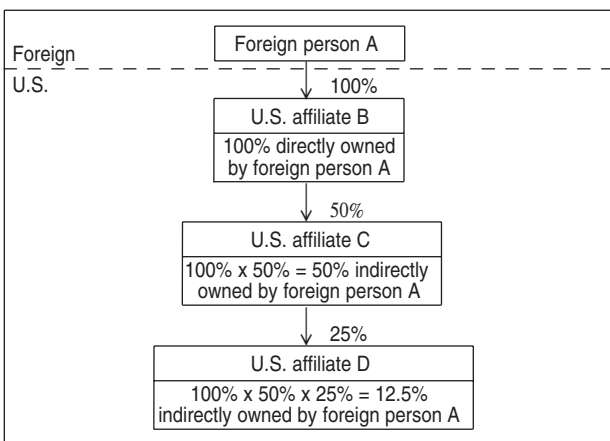 Foreign person A
Foreign
U.S.
100%
U.S. affiliate B
100% directly owned
by foreign person A
50%
U.S. affiliate C
100% x 50% = 50% indirectly
owned by foreign person A
25%
U.S. affiliate D
100% x 50% x 25% = 12.5%
indirectly owned by foreign person A